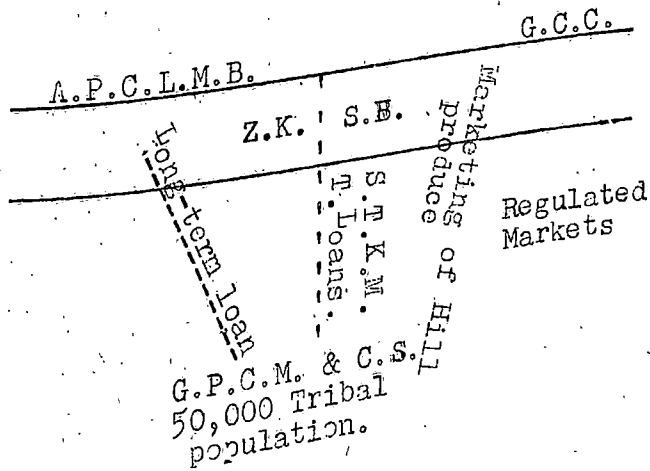 G.C.C.
A.P.C.L.M.B.
Z.K.
S.B.
Long term loan
S.T.K.M.
T.Loans.
Marketing of Hill
produce
Regulated
Markets
G.P.C.M. & C.S.
50,000 Tribal
population.